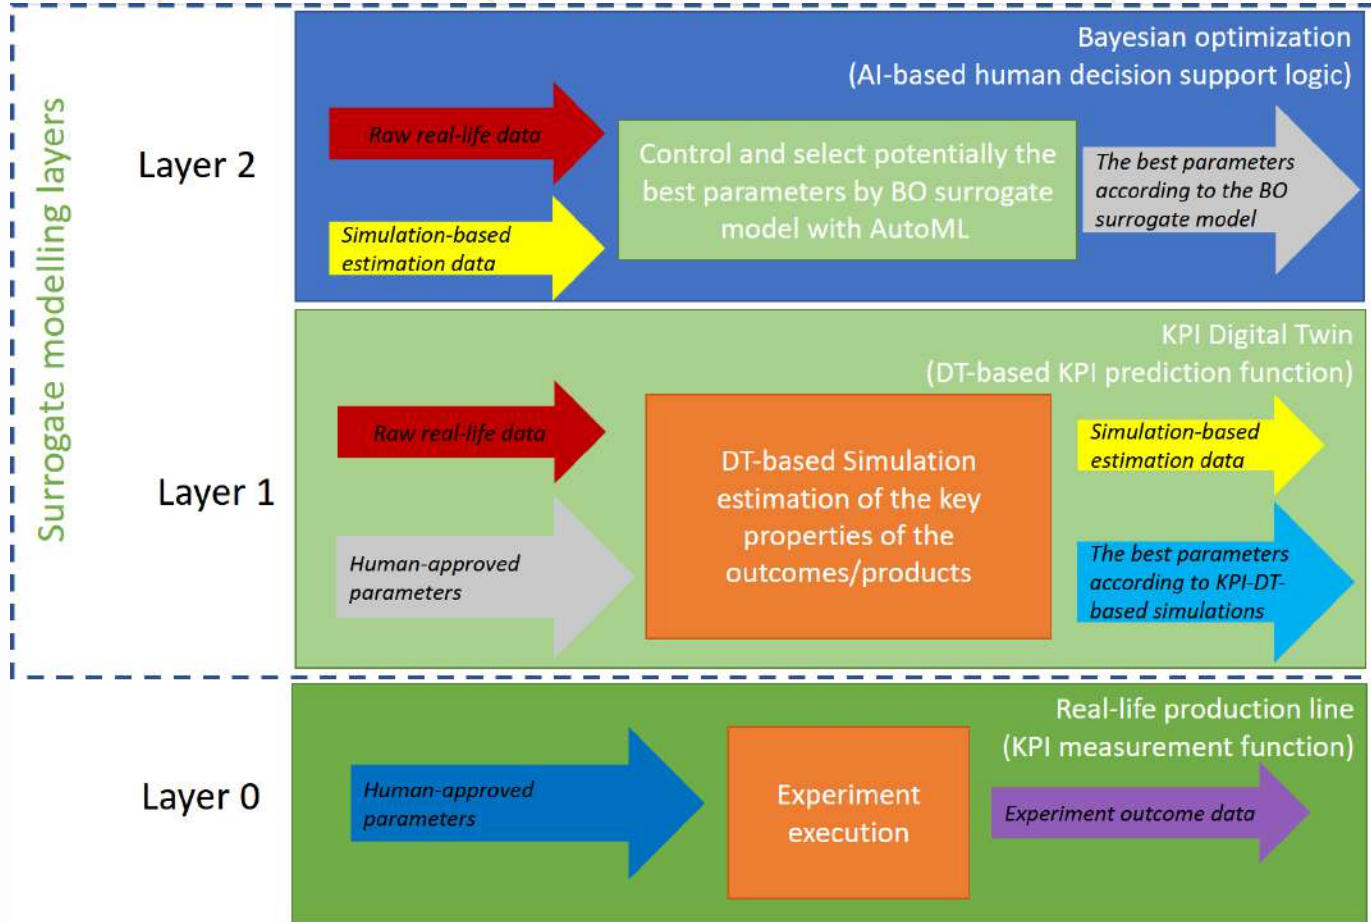 Surrogate modelling layers
Layer 2
Bayesian optimization
(AI-based human decision support logic)
Raw real-life data
Simulation-based
estimation data
Control and select potentially the
best parameters by BO surrogate
model with AutoML
The best parameters
according to the BO
surrogate model
Layer 1
KPI Digital Twin
(DT-based KPI prediction function)
Raw real-life data
Human-approved
parameters
DT-based Simulation
estimation of the key
properties of the
outcomes/products
Simulation-based
estimation data
The best parameters
according to KPI-DT-
based simulations
Layer 0
Real-life production line
(KPI measurement function)
Human-approved
parameters
Experiment
execution
Experiment outcome data